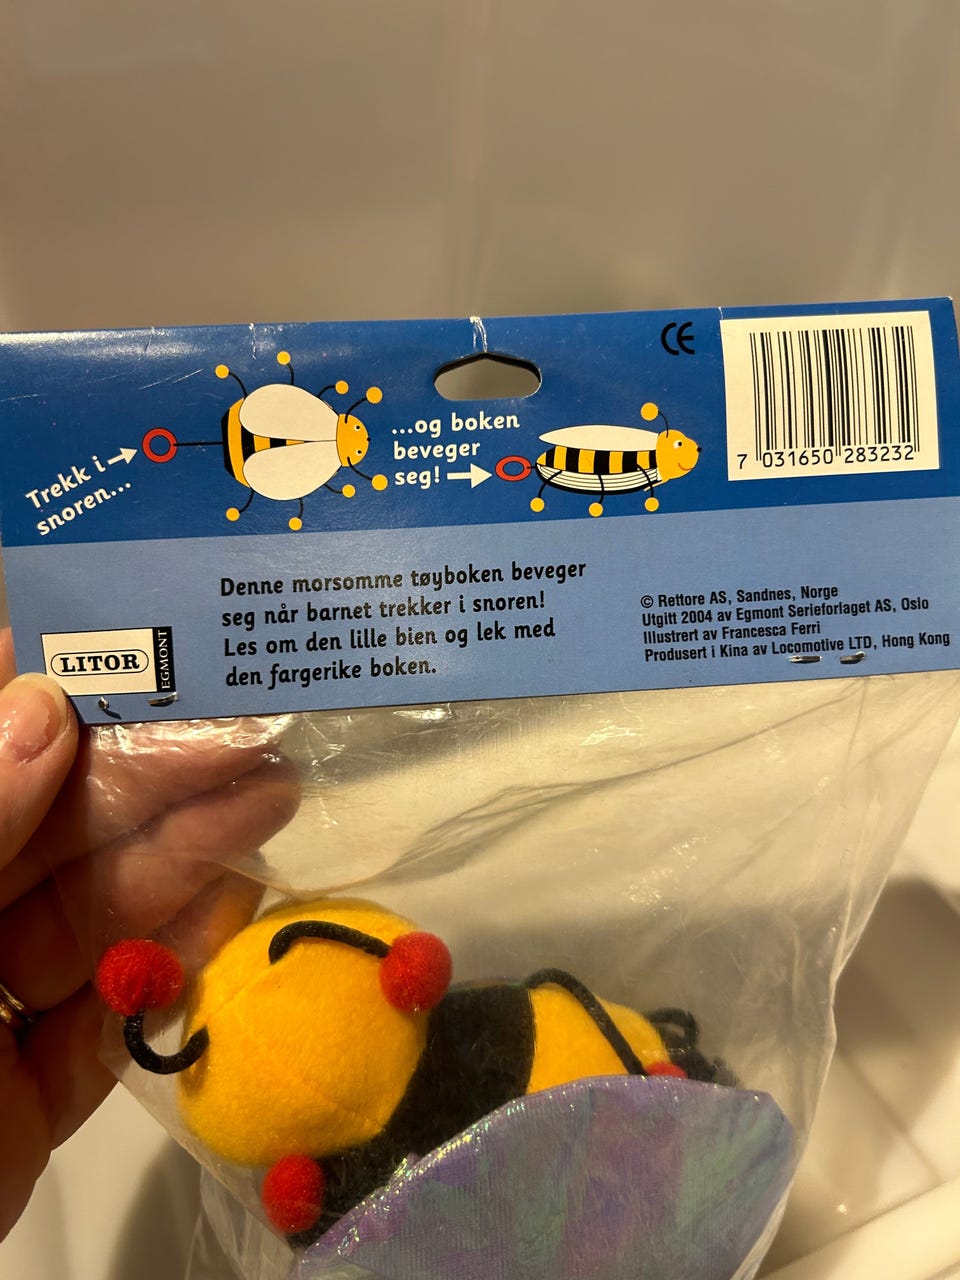 Trekk i
snoren...
...og boken
beveger
seg!
CE
7 031650 283232
Denne morsomme tøyboken beveger
seg når barnet trekker i snoren!
Les om den lille bien og lek med
den fargerike boken.
LITOR
EGMONT
© Rettore AS, Sandnes, Norge
Utgitt 2004 av Egmont Serieforlaget AS, Oslo
Illustrert av Francesca Ferri
Produsert i Kina av Locomotive LTD, Hong Kong